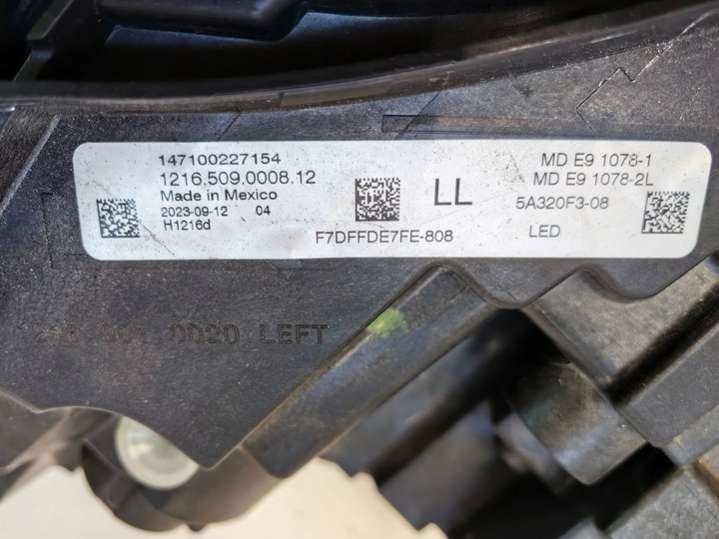 147100227154
1216.509.0008.12
Made in Mexico
2023-09-12 04
H1216d
F7DFFDE7FE-808
LL
MD E9 1078-1
MD E9 1078-2L
5A320F3-08
LED
0020 LEFT